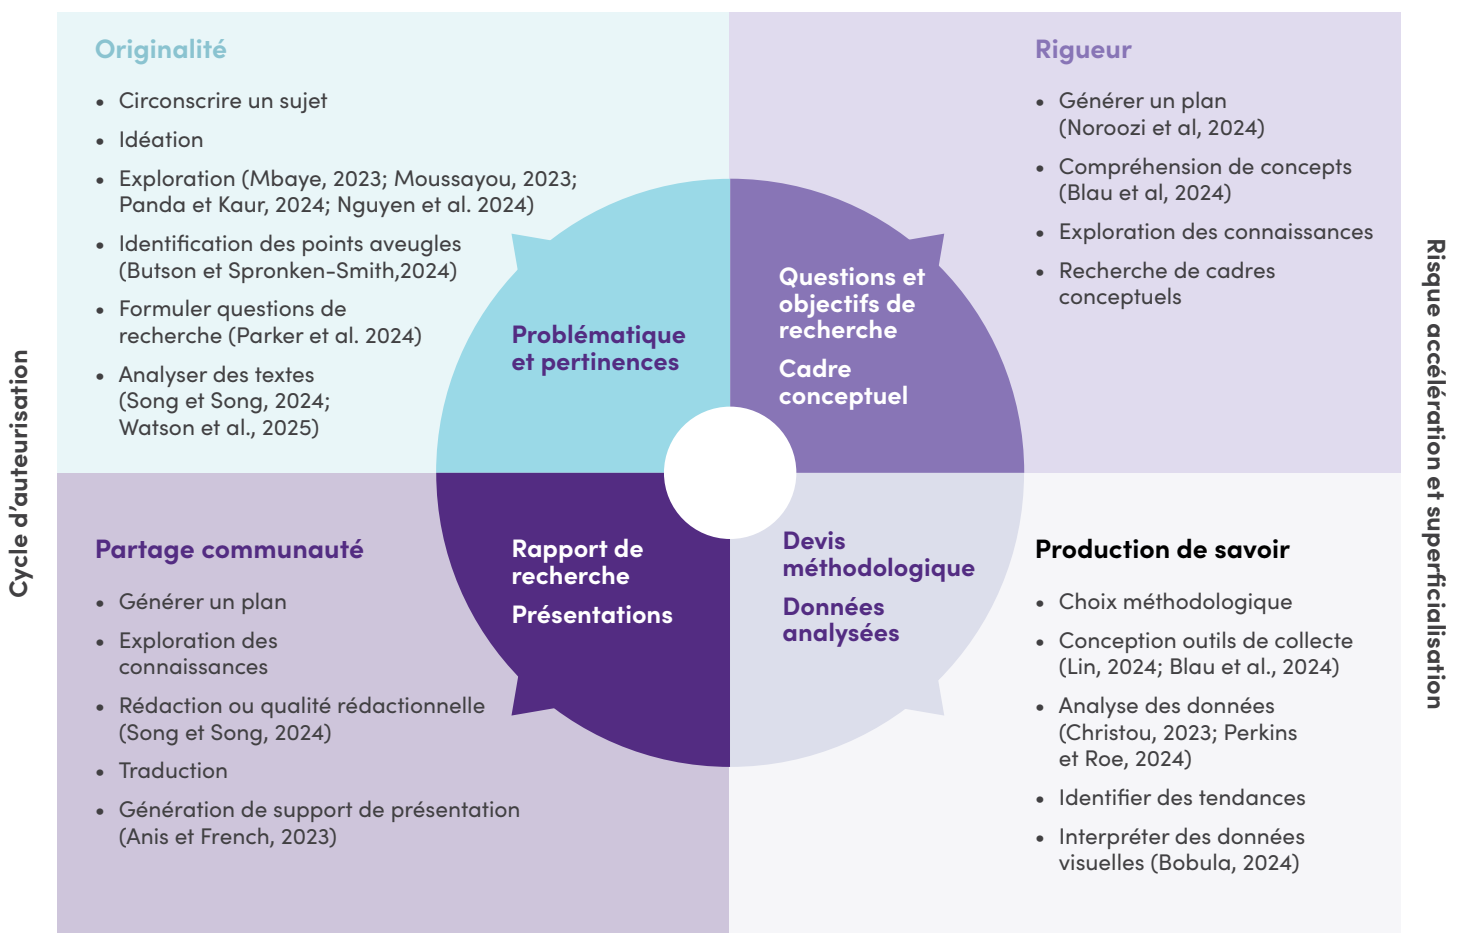 Cycle d’auteurisation
Originalité
• Circonscrire un sujet
• Idéation
• Exploration (Mbaye, 2023; Moussayou, 2023;
Panda et Kaur, 2024; Nguyen et al. 2024)
• Identification des points aveugles
(Butson et Spronken-Smith,2024)
• Formuler questions de
recherche (Parker et al. 2024)
• Analyser des textes
(Song et Song, 2024;
Watson et al., 2025)
Problématique
et pertinences
Questions et
objectifs de
recherche
Cadre
conceptuel
Rigueur
• Générer un plan
(Noroozi et al, 2024)
• Compréhension de concepts
(Blau et al, 2024)
• Exploration des connaissances
• Recherche de cadres
conceptuels
Partage communauté
• Générer un plan
• Exploration des
connaissances
• Rédaction ou qualité rédactionnelle
(Song et Song, 2024)
• Traduction
• Génération de support de présentation
(Anis et French, 2023)
Rapport de
recherche
Présentations
Devis
méthodologique
Données
analysées
Production de savoir
• Choix méthodologique
• Conception outils de collecte
(Lin, 2024; Blau et al., 2024)
• Analyse des données
(Christou, 2023; Perkins
et Roe, 2024)
• Identifier des tendances
• Interpréter des données
visuelles (Bobula, 2024)
Risque accélération et superficialisation